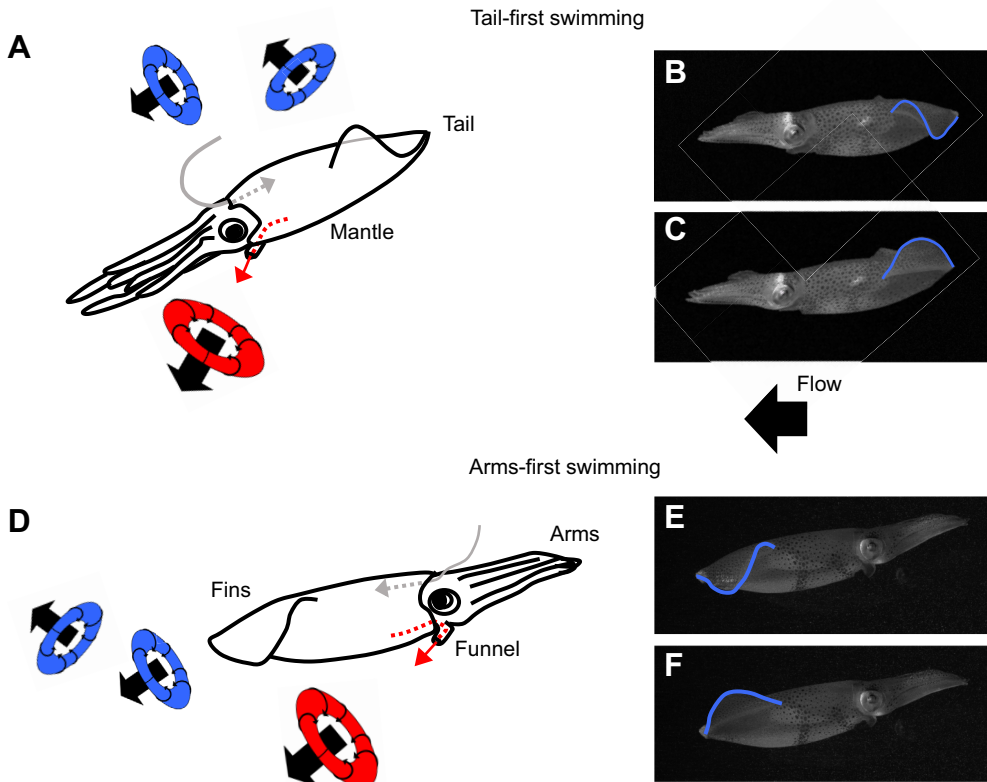 Tail-first swimming
A
B
Tail
Mantle
C
Flow
Arms-first swimming
D
E
Arms
Fins
Funnel
F